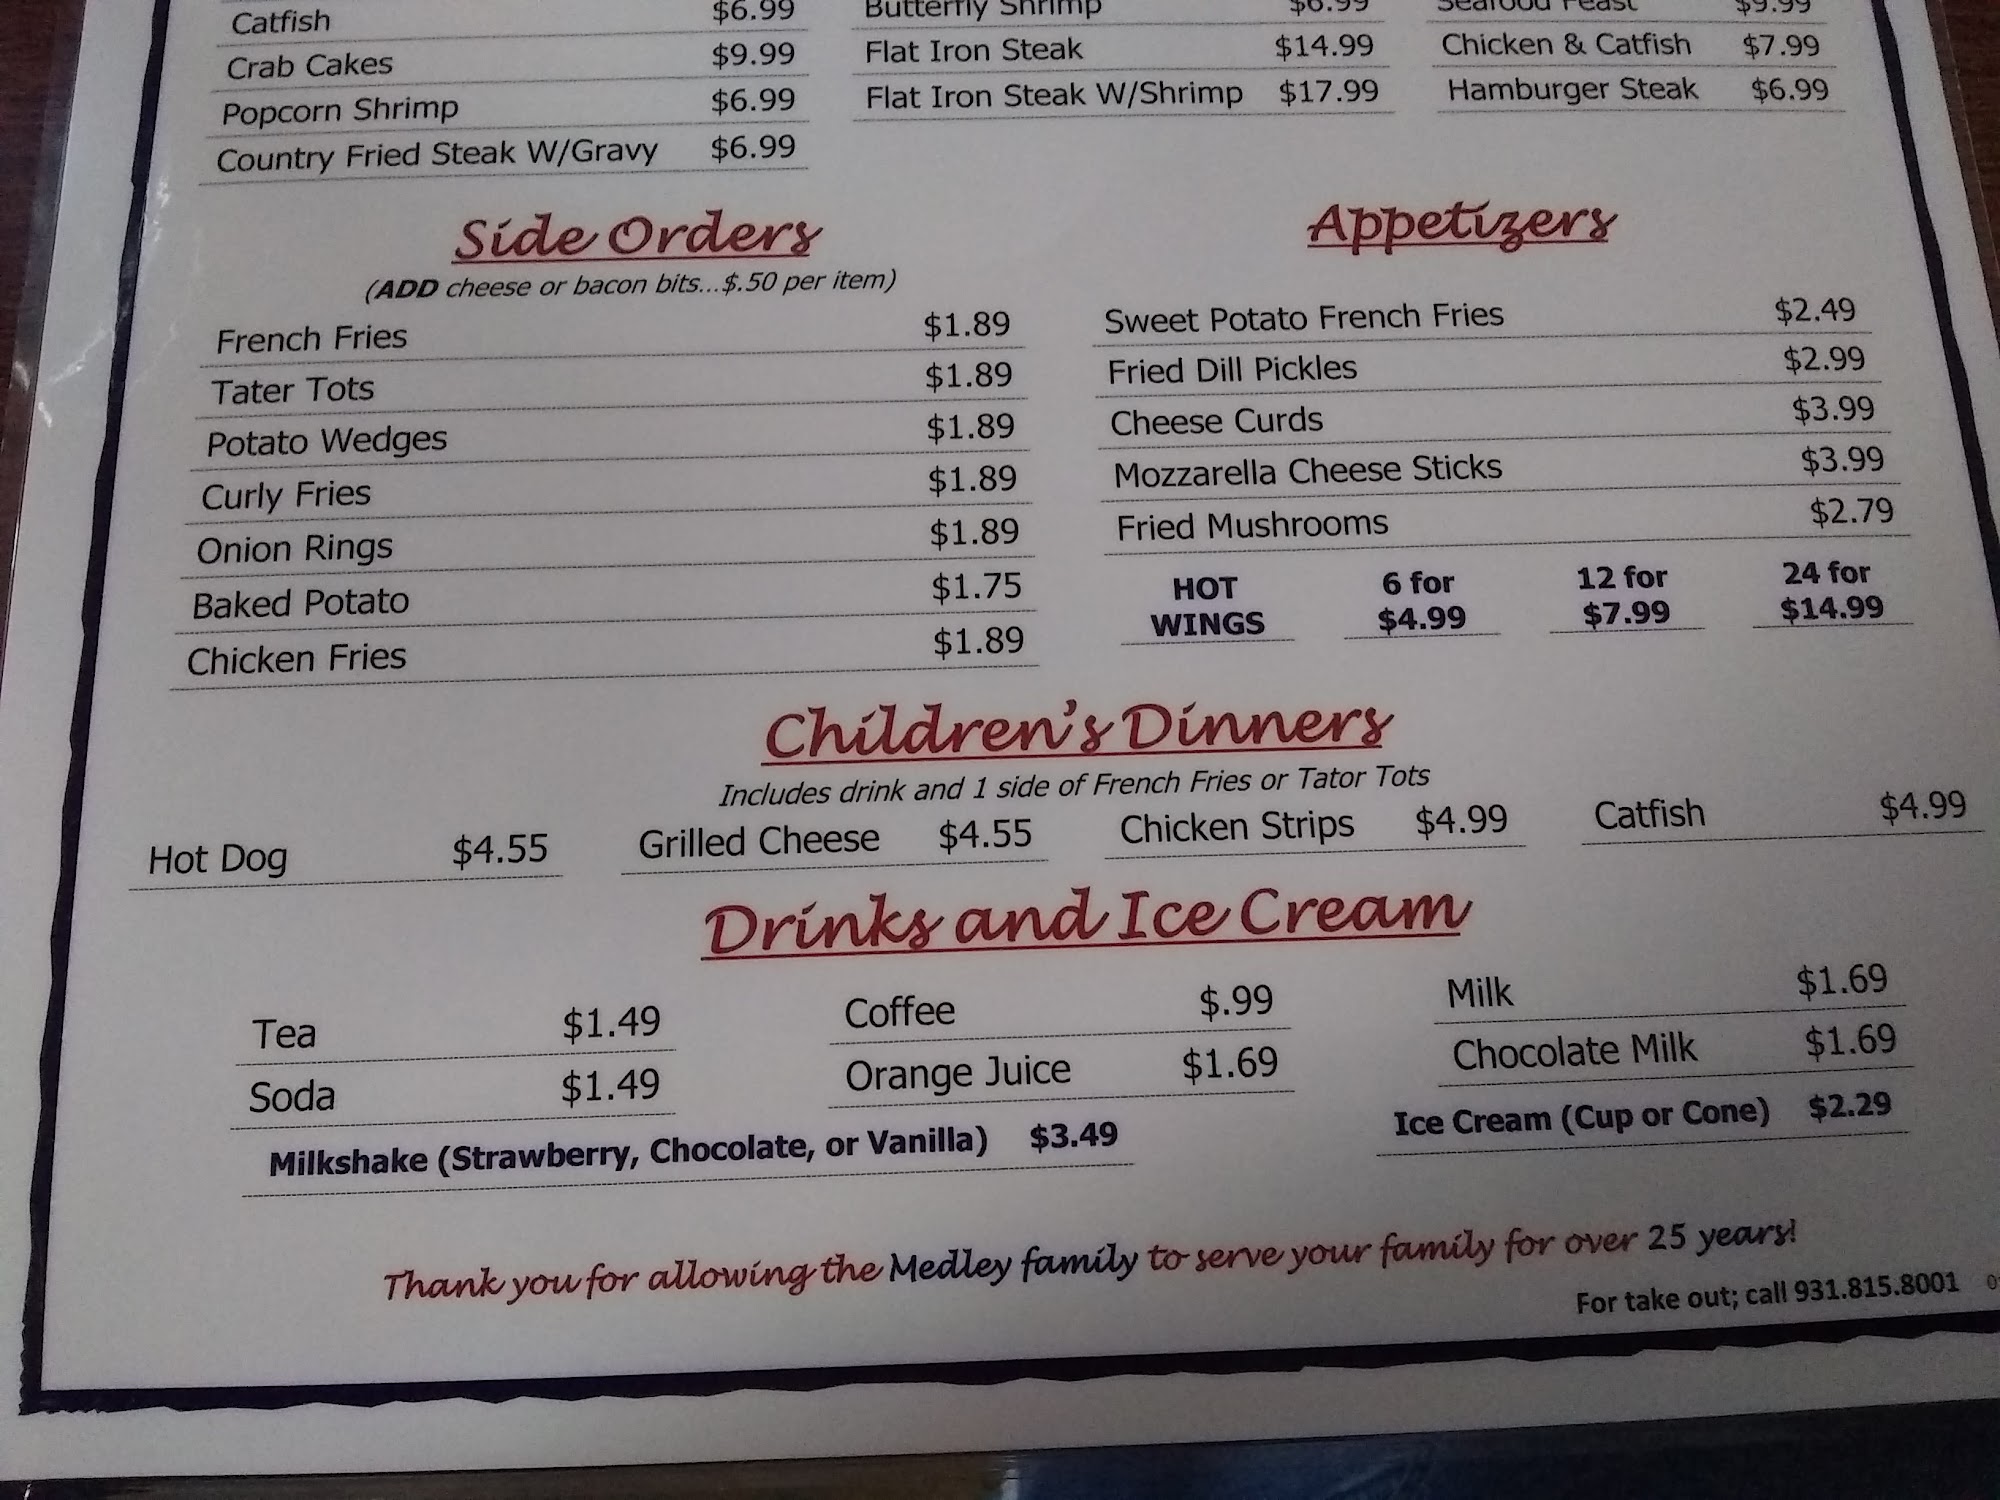 Catfish $6.99
Crab Cakes $9.99
Popcorn Shrimp $6.99
Country Fried Steak W/Gravy $6.99
Butterfly Shrimp $6.99
Flat Iron Steak $14.99
Flat Iron Steak W/Shrimp $17.99
Seafood Feast $9.99
Chicken & Catfish $7.99
Hamburger Steak $6.99
Side Orders
(ADD cheese or bacon bits...$.50 per item)
French Fries $1.89
Tater Tots $1.89
Potato Wedges $1.89
Curly Fries $1.89
Onion Rings $1.89
Baked Potato $1.75
Chicken Fries $1.89
Appetizers
Sweet Potato French Fries $2.49
Fried Dill Pickles $2.99
Cheese Curds $3.99
Mozzarella Cheese Sticks $3.99
Fried Mushrooms $2.79
HOT 6 for 12 for 24 for
WINGS $4.99 $7.99 $14.99
Children's Dinners
Includes drink and 1 side of French Fries or Tator Tots
Hot Dog $4.55 Grilled Cheese $4.55 Chicken Strips $4.99 Catfish $4.99
Drinks and Ice Cream
Tea $1.49 Coffee $.99 Milk $1.69
Soda $1.49 Orange Juice $1.69 Chocolate Milk $1.69
Milkshake (Strawberry, Chocolate, or Vanilla) $3.49 Ice Cream (Cup or Cone) $2.29
Thank you for allowing the Medley family to serve your family for over 25 years!
For take out; call 931.815.8001